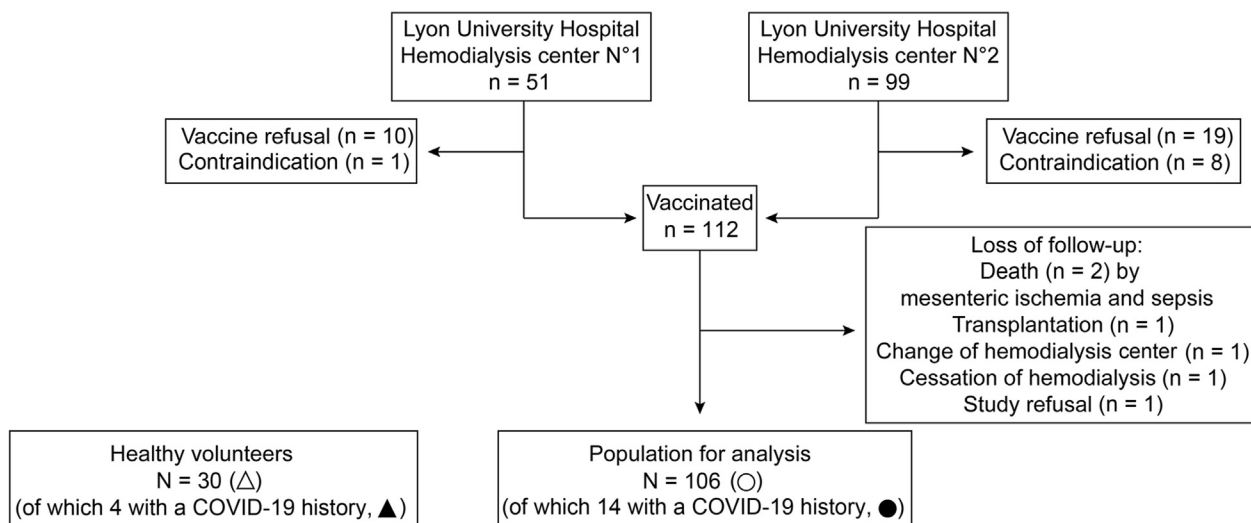 Lyon University Hospital
Hemodialysis center N°1
n = 51
Lyon University Hospital
Hemodialysis center N°2
n = 99
Vaccine refusal (n = 10)
Contraindication (n = 1)
Vaccine refusal (n = 19)
Contraindication (n = 8)
Vaccinated
n = 112
Loss of follow-up:
Death (n = 2) by
mesenteric ischemia and sepsis
Transplantation (n = 1)
Change of hemodialysis center (n = 1)
Cessation of hemodialysis (n = 1)
Study refusal (n = 1)
Healthy volunteers
N = 30 (△)
(of which 4 with a COVID-19 history, ▲)
Population for analysis
N = 106 (○)
(of which 14 with a COVID-19 history, ●)